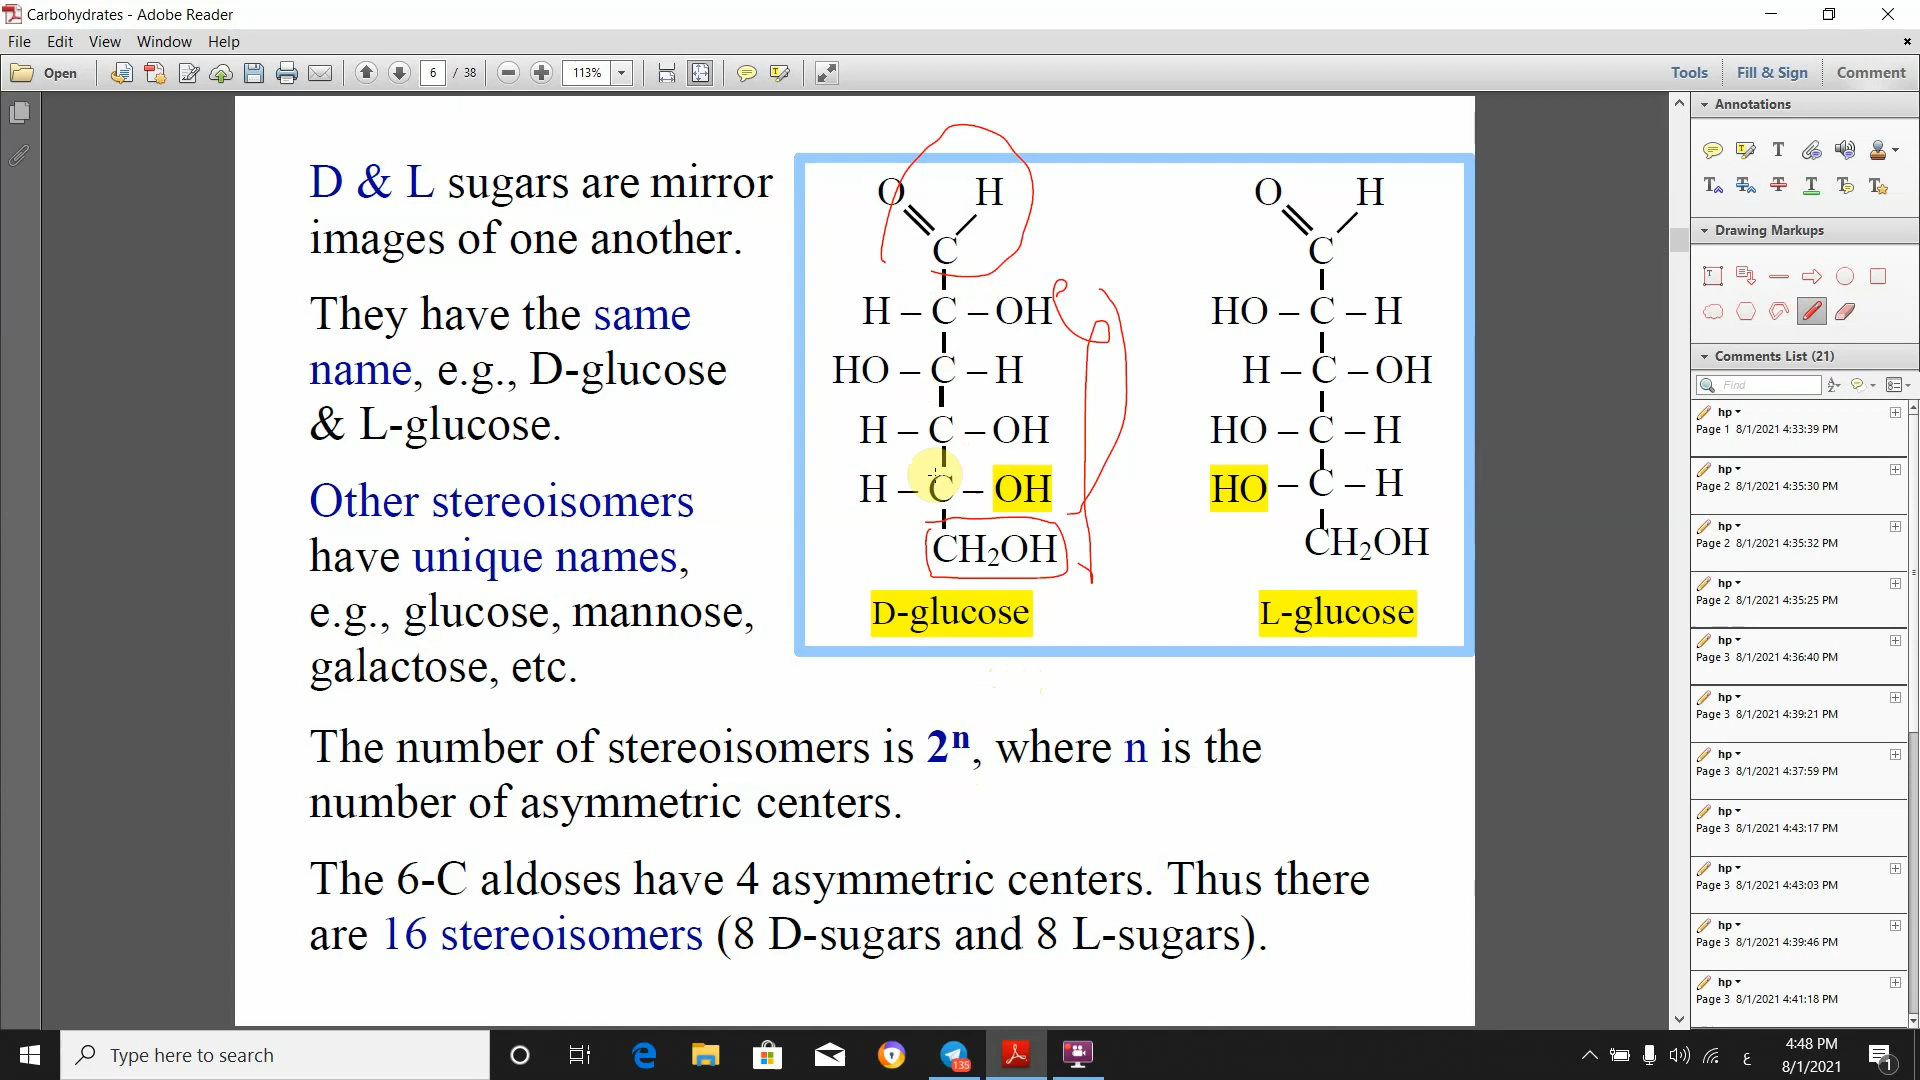 Carbohydrates - Adobe Reader
File Edit View Window Help
Open 6 / 38 113% Tools Fill & Sign Comment
D & L sugars are mirror
images of one another.
They have the same
name, e.g., D-glucose
& L-glucose.
Other stereoisomers
have unique names,
e.g., glucose, mannose,
galactose, etc.
O H
C
H – C – OH
HO – C – H
H – C – OH
H – C – OH
CH₂OH
D-glucose
O H
C
HO – C – H
H – C – OH
HO – C – H
HO – C – H
CH₂OH
L-glucose
The number of stereoisomers is 2ⁿ, where n is the
number of asymmetric centers.
The 6-C aldoses have 4 asymmetric centers. Thus there
are 16 stereoisomers (8 D-sugars and 8 L-sugars).
Annotations
Drawing Markups
Comments List (21)
Find
hp
Page 1 8/1/2021 4:33:39 PM
hp
Page 2 8/1/2021 4:35:30 PM
hp
Page 2 8/1/2021 4:35:32 PM
hp
Page 2 8/1/2021 4:35:25 PM
hp
Page 3 8/1/2021 4:36:40 PM
hp
Page 3 8/1/2021 4:39:21 PM
hp
Page 3 8/1/2021 4:37:59 PM
hp
Page 3 8/1/2021 4:43:17 PM
hp
Page 3 8/1/2021 4:43:03 PM
hp
Page 3 8/1/2021 4:39:46 PM
hp
Page 3 8/1/2021 4:41:18 PM
Type here to search
135
ع
4:48 PM
8/1/2021
1